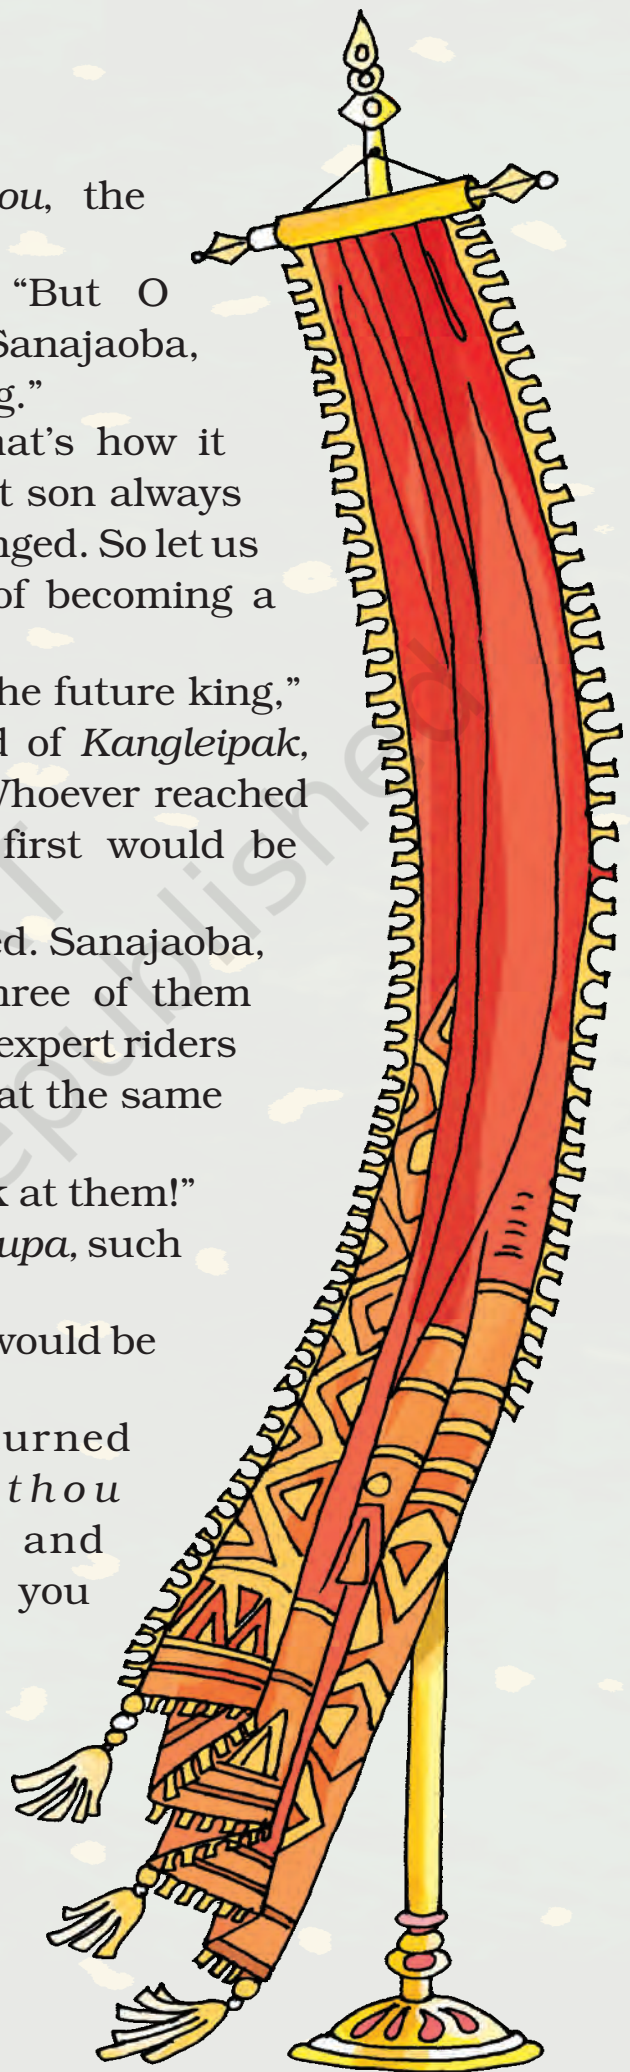 ou, the
“But O
Sanajaoba,
g.”
hat’s how it
t son always
nged. So let us
of becoming a
he future king,”
d of Kangleipak,
Whoever reached
first would be
ed. Sanajaoba,
hree of them
expert riders
at the same
k at them!”
upa, such
would be
urned
thou
and
you
epublished